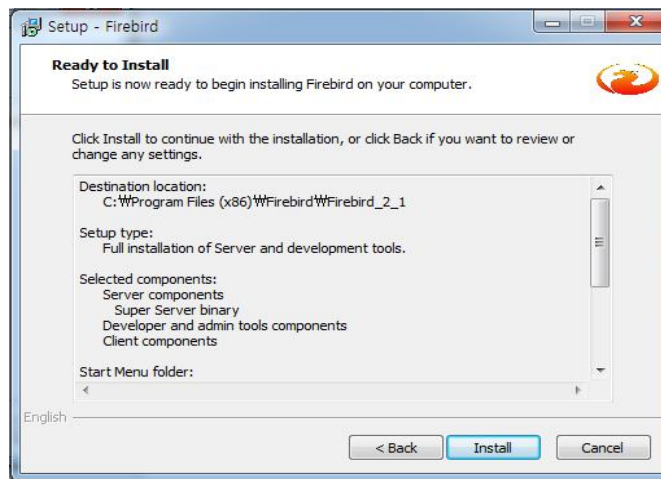 Setup - Firebird
Ready to Install
Setup is now ready to begin installing Firebird on your computer.
Click Install to continue with the installation, or click Back if you want to review or
change any settings.
Destination location:
C:₩Program Files (x86)₩Firebird₩Firebird_2_1
Setup type:
Full installation of Server and development tools.
Selected components:
Server components
Super Server binary
Developer and admin tools components
Client components
Start Menu folder:
English
< Back
Install
Cancel